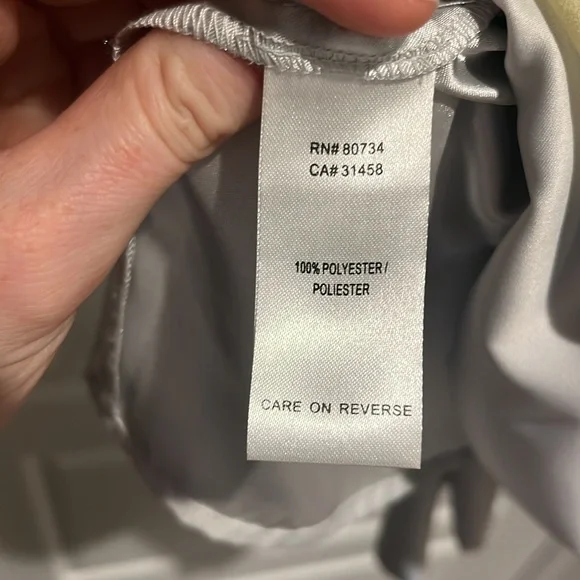 RN# 80734
CA# 31458
100% POLYESTER /
POLIESTER
CARE ON REVERSE